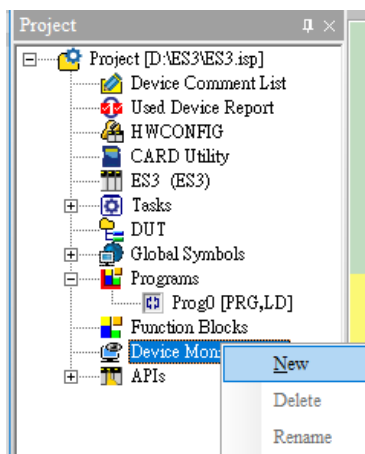 Project
Project [D:\ES3\ES3.isp]
Device Comment List
Used Device Report
HWCONFIG
CARD Utility
ES3 (ES3)
Tasks
DUT
Global Symbols
Programs
Prog0 [PRG,LD]
Function Blocks
Device Mon
New
APIs
Delete
Rename